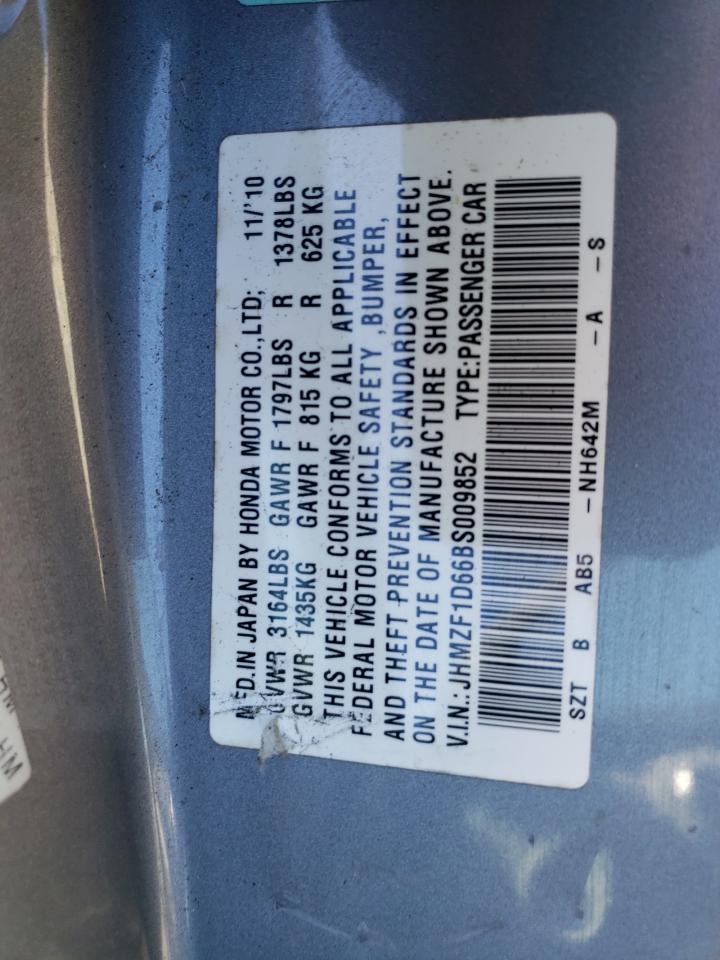 MFD.IN JAPAN BY HONDA MOTOR CO.,LTD; 11/'10
GVWR 3164LBS GAWR F 1797LBS R 1378LBS
GVWR 1435KG GAWR F 815 KG R 625 KG
THIS VEHICLE CONFORMS TO ALL APPLICABLE
FEDERAL MOTOR VEHICLE SAFETY ,BUMPER,
AND THEFT PREVENTION STANDARDS IN EFFECT
ON THE DATE OF MANUFACTURE SHOWN ABOVE.
V.I.N.: JHMZF1D66BS009852 TYPE:PASSENGER CAR
SZT B AB5 -NH642M -A -S